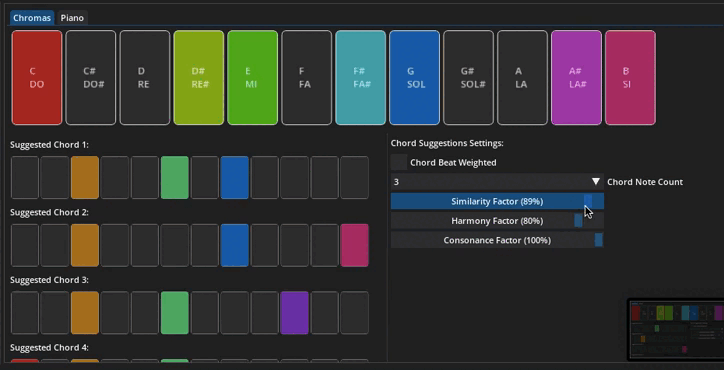 Chromas Piano
C C# D D# E F F# G G# A A# B
DO DO# RE RE# MI FA FA# SOL SOL# LA LA# SI
Suggested Chord 1:
Suggested Chord 2:
Suggested Chord 3:
Suggested Chord 4:
Chord Suggestions Settings:
Chord Beat Weighted
3 Chord Note Count
Similarity Factor (89%)
Harmony Factor (80%)
Consonance Factor (100%)